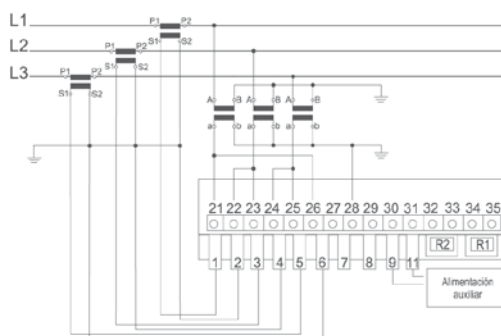 L1
P1 P2
L2
P1 P2
S1 S2
L3
P1 P2
S1 S2
A B A B A B
S1 S2
a b a b a b
21 22 23 24 25 26 27 28 29 30 31 32 33 34 35
R2 R1
1 2 3 4 5 6 7 8 9 11
Alimentación
auxiliar